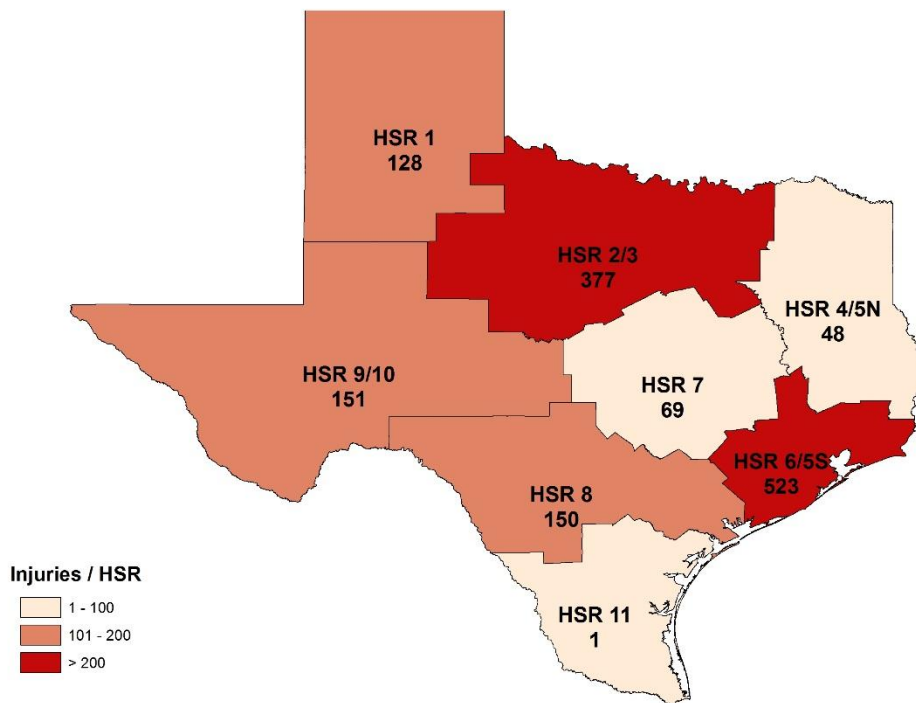 HSR 1
128
HSR 2/3
377
HSR 4/5N
48
HSR 9/10
151
HSR 7
69
HSR 6/5S
523
HSR 8
150
HSR 11
1
Injuries / HSR
1 - 100
101 - 200
> 200